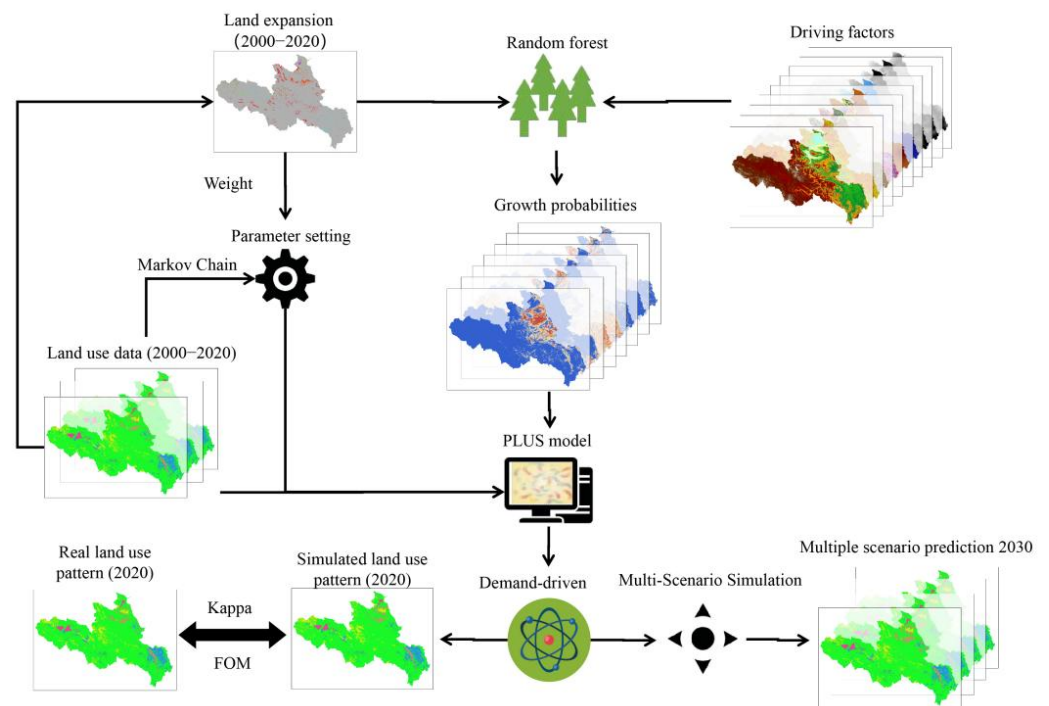 Land expansion
(2000−2020)
Random forest
Driving factors
Weight
Growth probabilities
Parameter setting
Markov Chain
Land use data (2000−2020)
PLUS model
Real land use
pattern (2020)
Simulated land use
pattern (2020)
Demand-driven
Multi-Scenario Simulation
Multiple scenario prediction 2030
Kappa
FOM